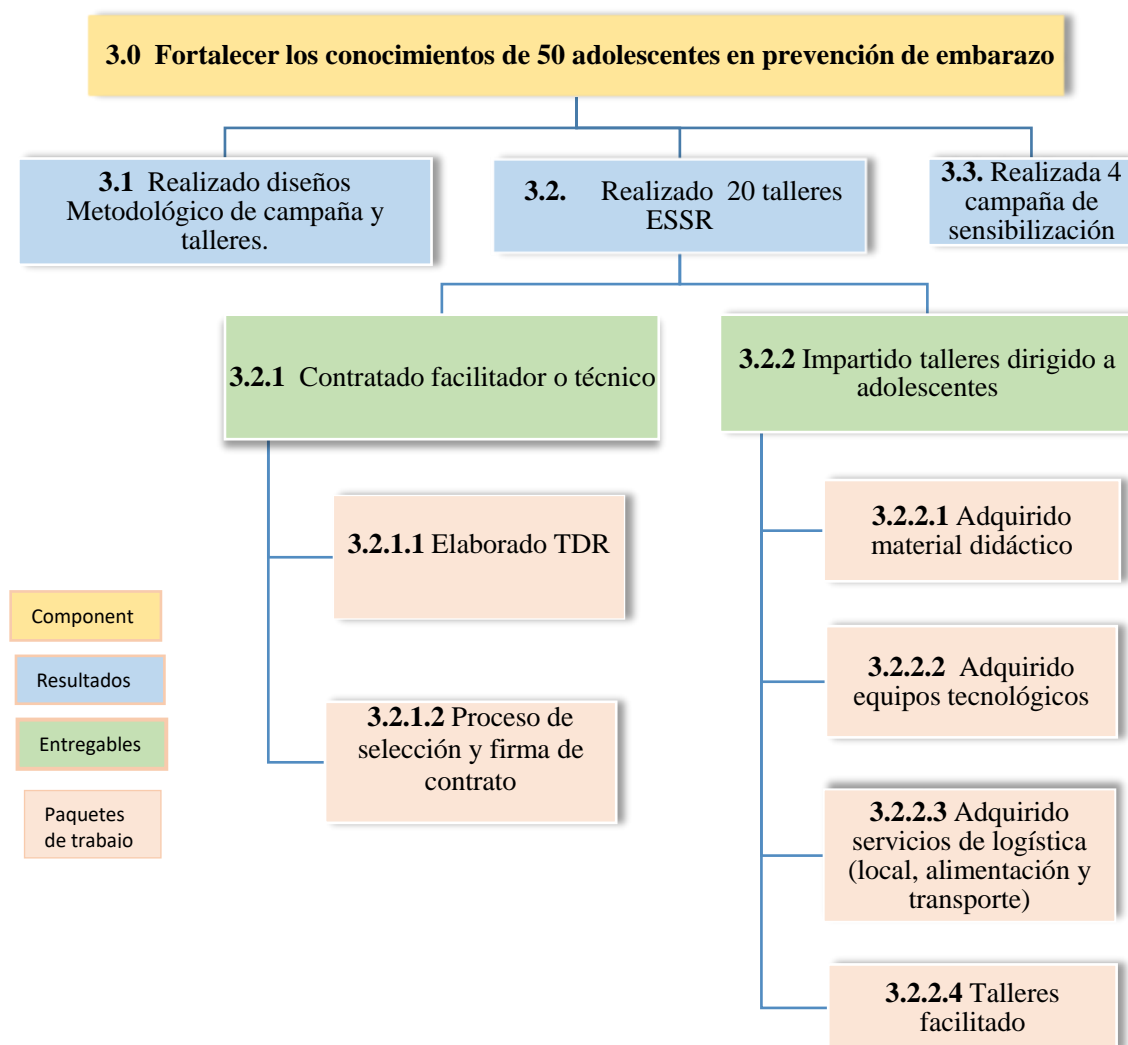 3.0 Fortalecer los conocimientos de 50 adolescentes en prevención de embarazo
3.1 Realizado diseños
Metodológico de campaña y
talleres.
3.2. Realizado 20 talleres
ESSR
3.3. Realizada 4
campaña de
sensibilización
3.2.1 Contratado facilitador o técnico
3.2.2 Impartido talleres dirigido a
adolescentes
3.2.1.1 Elaborado TDR
3.2.1.2 Proceso de
selección y firma de
contrato
3.2.2.1 Adquirido
material didáctico
3.2.2.2 Adquirido
equipos tecnológicos
3.2.2.3 Adquirido
servicios de logística
(local, alimentación y
transporte)
3.2.2.4 Talleres
facilitado
Component
Resultados
Entregables
Paquetes
de trabajo